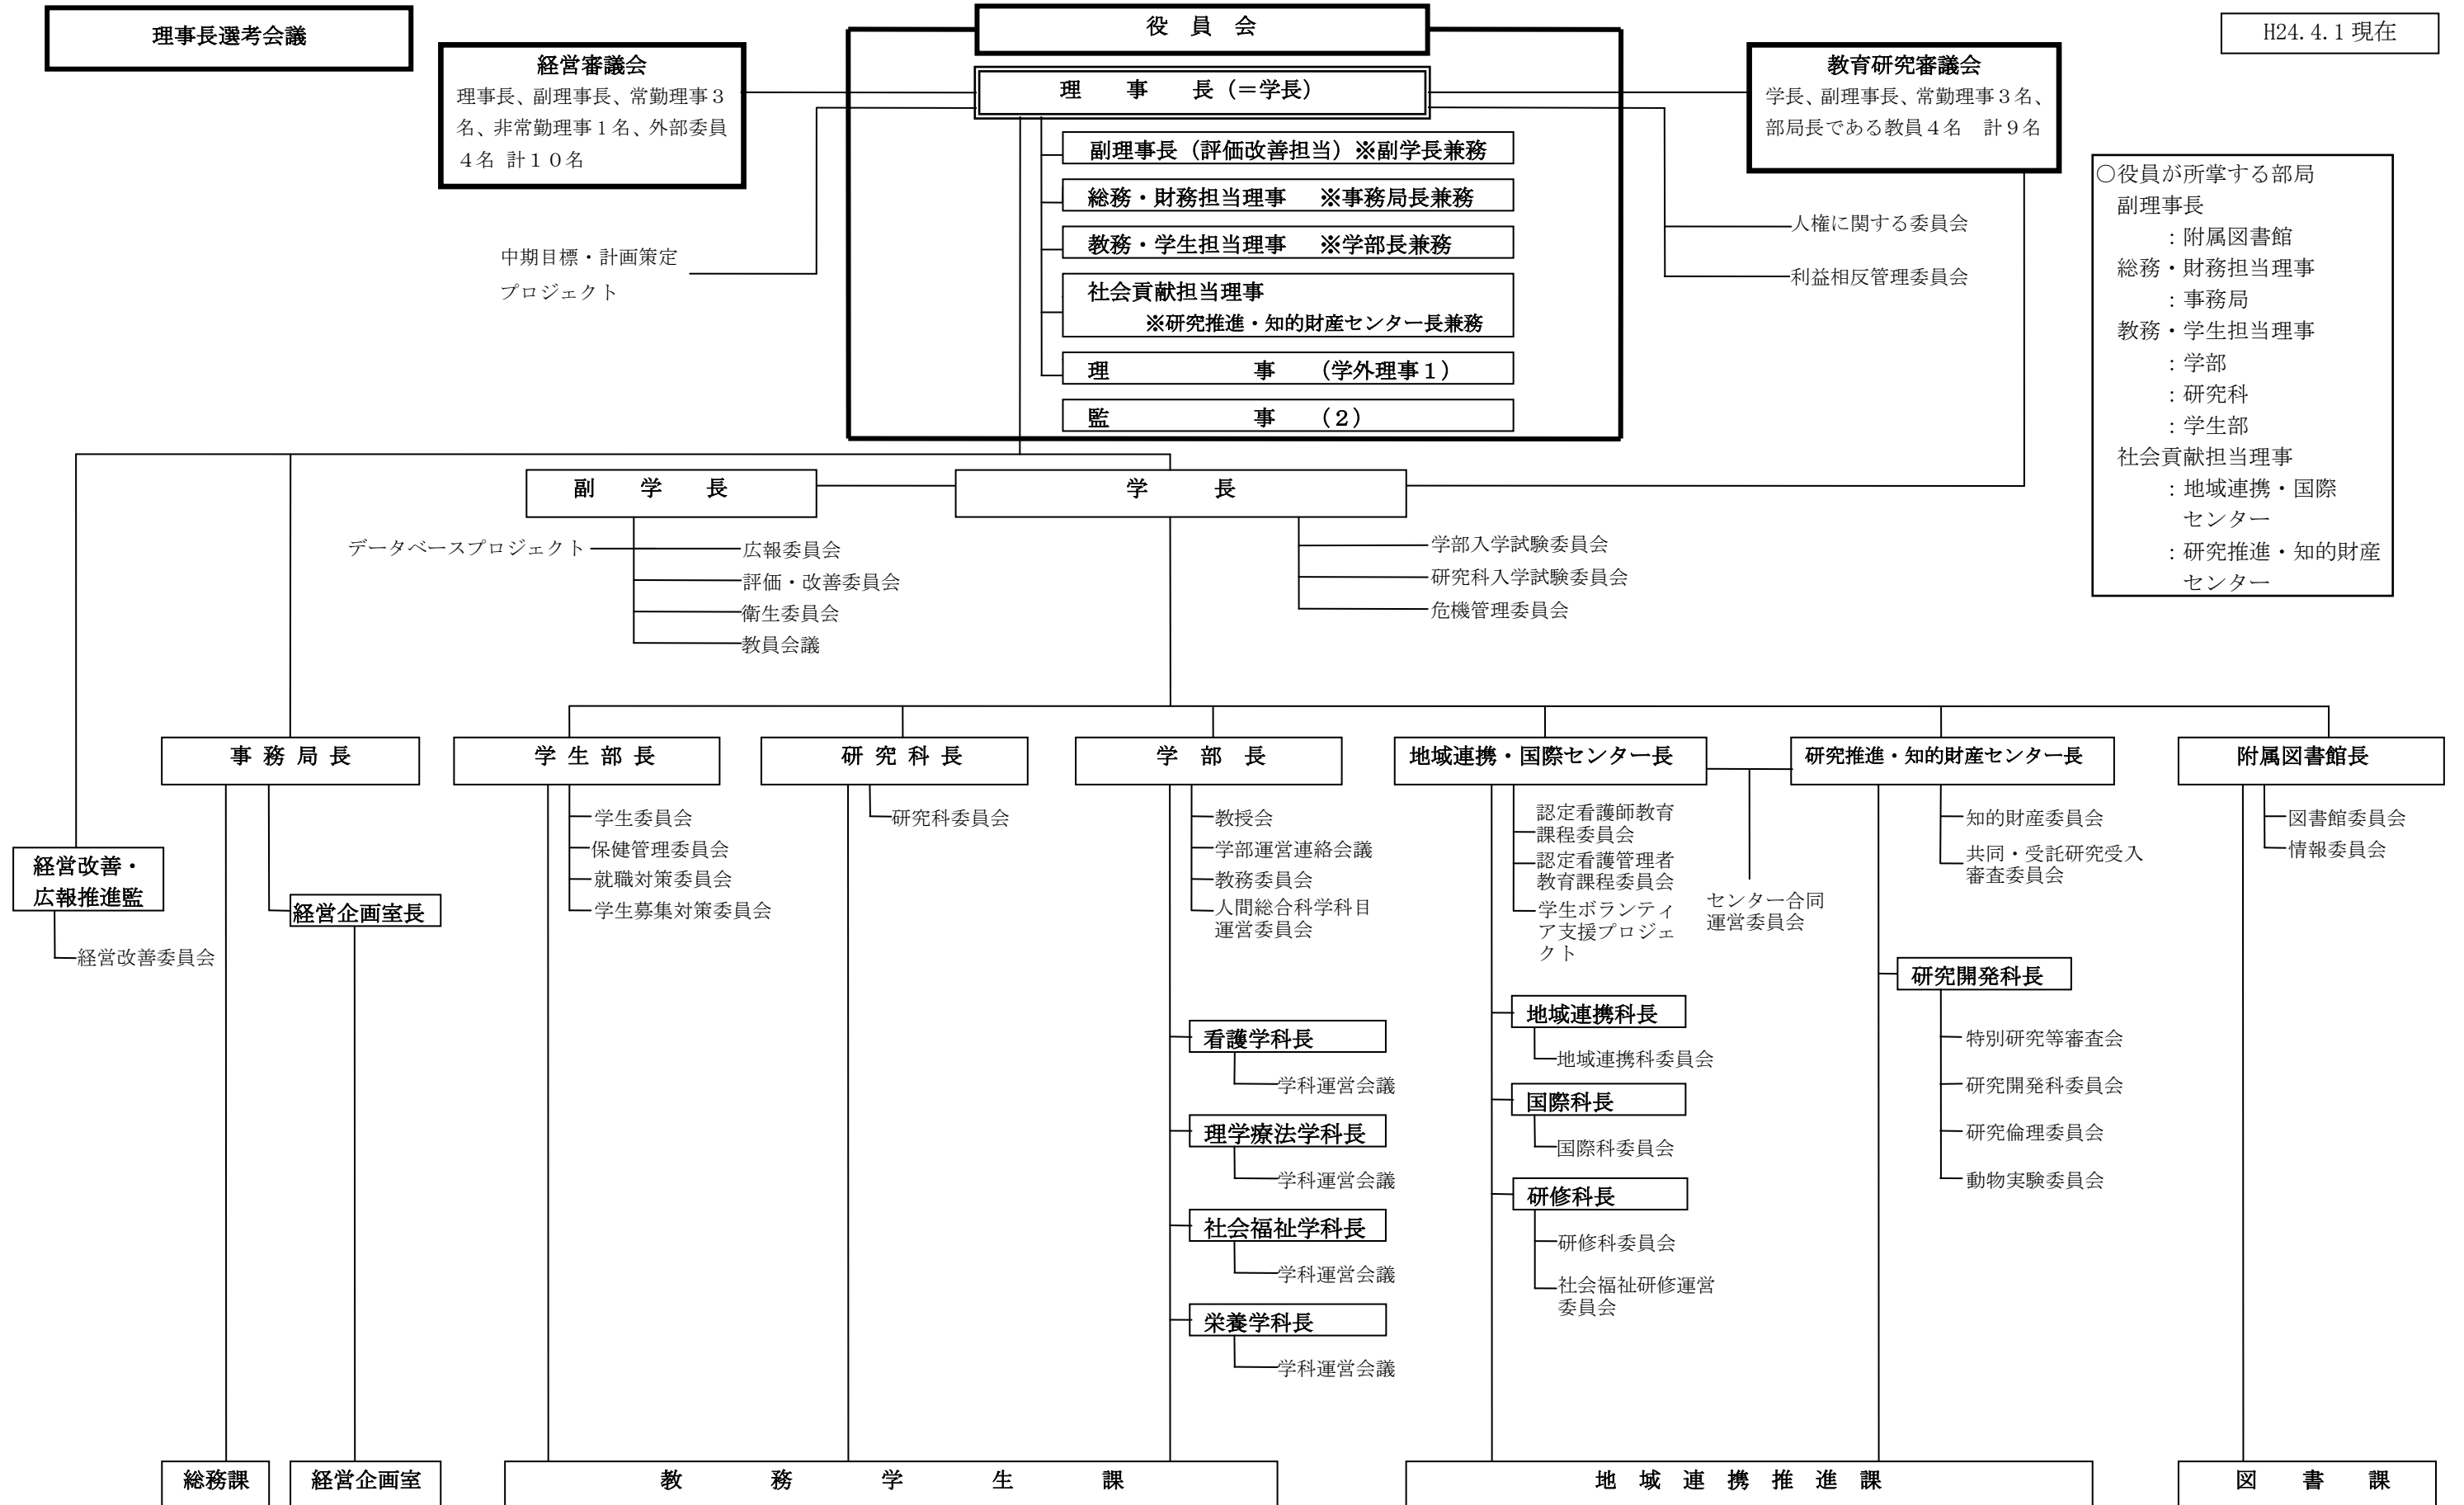 理事長選考会議
役　員　会
H24.4.1 現在
経営審議会
理事長、副理事長、常勤理事３
名、非常勤理事１名、外部委員
４名 計１０名
理　事　長（＝学長）
教育研究審議会
学長、副理事長、常勤理事３名、
部局長である教員４名　計９名
副理事長（評価改善担当）※副学長兼務
総務・財務担当理事　※事務局長兼務
教務・学生担当理事　※学部長兼務
社会貢献担当理事
※研究推進・知的財産センター長兼務
理　事　（学外理事１）
監　事　（２）
中期目標・計画策定
プロジェクト
人権に関する委員会
利益相反管理委員会
○役員が所掌する部局
副理事長
：附属図書館
総務・財務担当理事
：事務局
教務・学生担当理事
：学部
：研究科
：学生部
社会貢献担当理事
：地域連携・国際
センター
：研究推進・知的財産
センター
副　学　長
学　長
データベースプロジェクト
広報委員会
評価・改善委員会
衛生委員会
教員会議
学部入学試験委員会
研究科入学試験委員会
危機管理委員会
事 務 局 長
学 生 部 長
研 究 科 長
学　部　長
地域連携・国際センター長
研究推進・知的財産センター長
附属図書館長
経営改善・
広報推進監
経営改善委員会
経営企画室長
学生委員会
保健管理委員会
就職対策委員会
学生募集対策委員会
研究科委員会
教授会
学部運営連絡会議
教務委員会
人間総合科学科目
運営委員会
認定看護師教育
課程委員会
認定看護管理者
教育課程委員会
学生ボランティ
ア支援プロジェ
クト
センター合同
運営委員会
知的財産委員会
共同・受託研究受入
審査委員会
図書館委員会
情報委員会
看護学科長
学科運営会議
理学療法学科長
学科運営会議
社会福祉学科長
学科運営会議
栄養学科長
学科運営会議
地域連携科長
地域連携科委員会
国際科長
国際科委員会
研修科長
研修科委員会
社会福祉研修運営
委員会
研究開発科長
特別研究等審査会
研究開発科委員会
研究倫理委員会
動物実験委員会
総務課
経営企画室
教　務　学　生　課
地　域　連　携　推　進　課
図　書　課